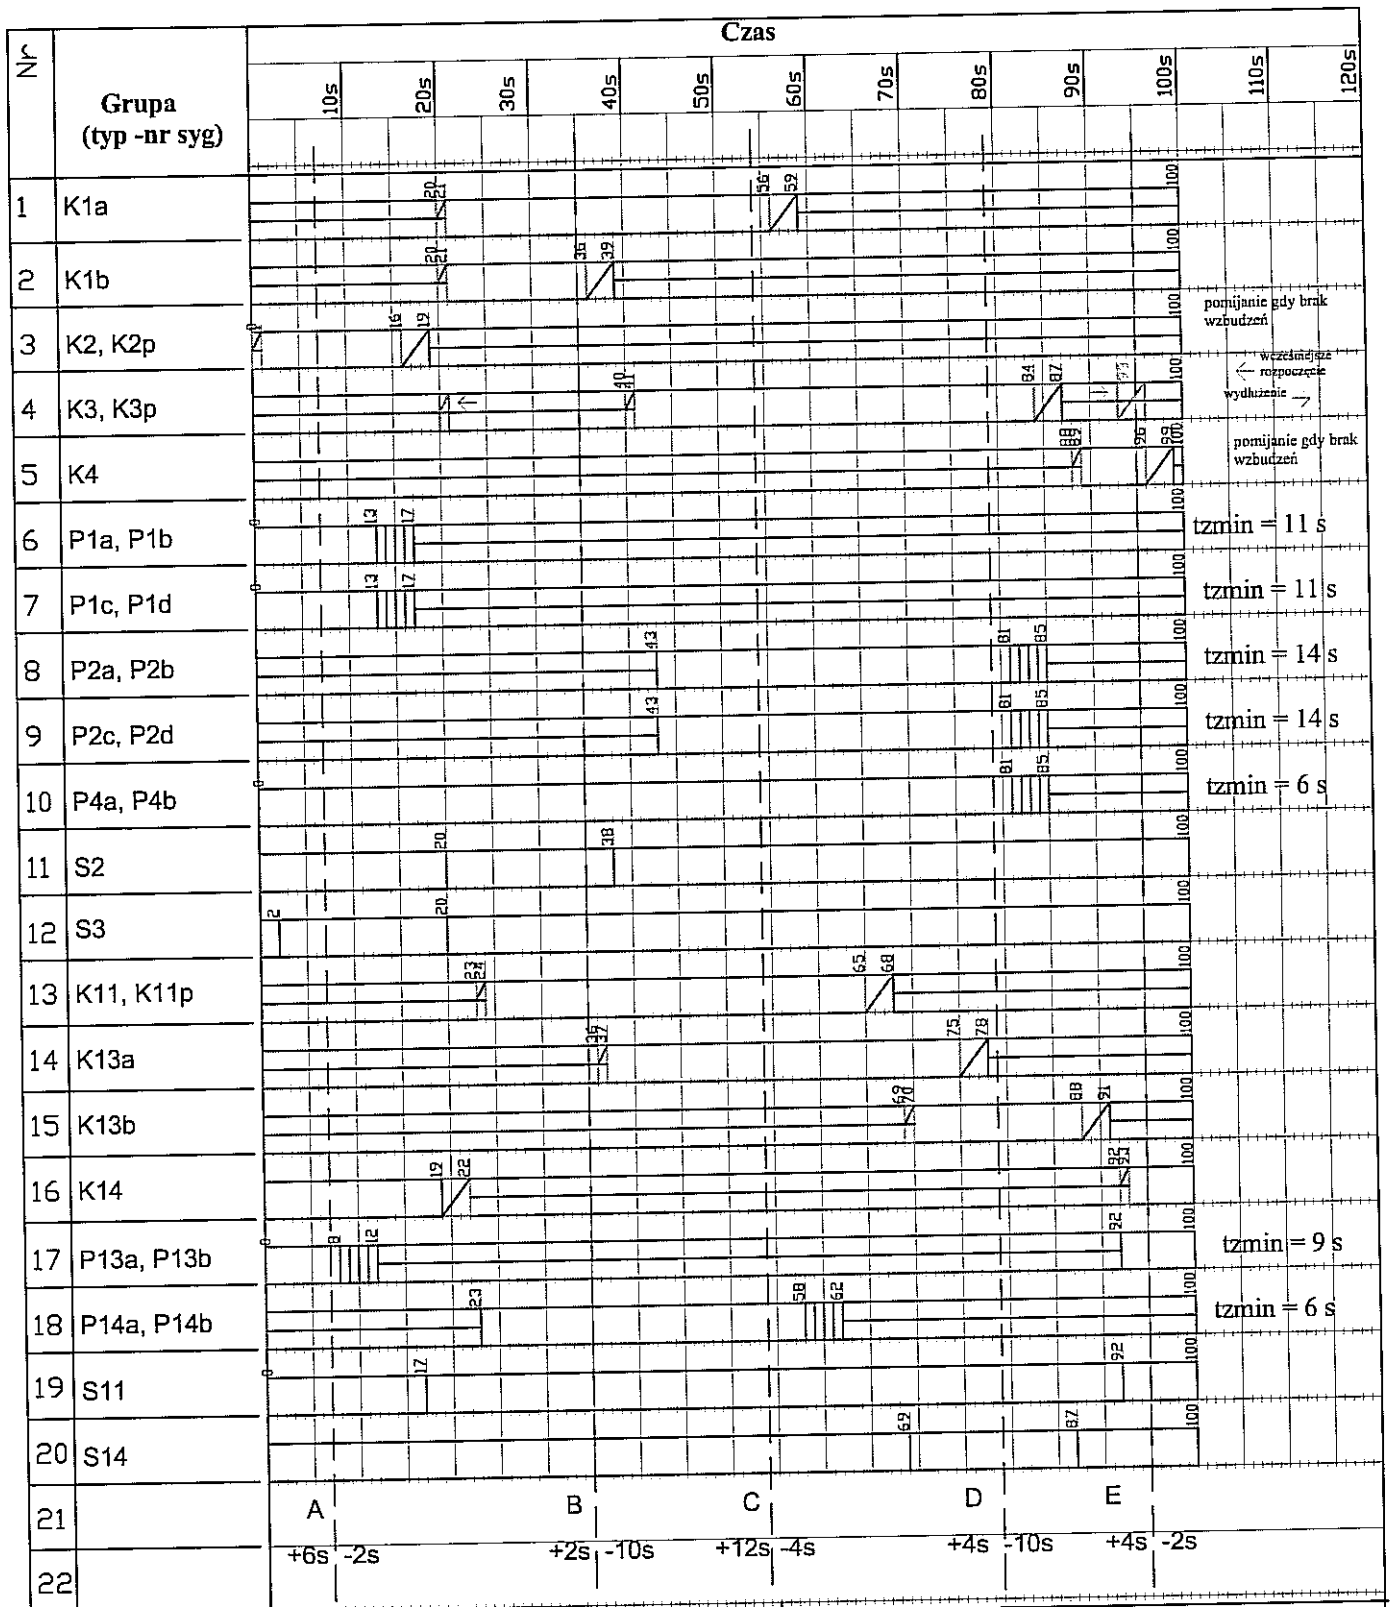 Nr
Grupa
(typ -nr syg)
Czas
10s 20s 30s 40s 50s 60s 70s 80s 90s 100s 110s 120s
1 K1a 20 21 56 59 100
2 K1b 20 21 36 39 100
3 K2, K2p 1 16 19 100 pomijanie gdy brak
wzbudzeń
4 K3, K3p 40 41 84 87 100 ← wcześniejsze
rozpoczęcie
wydłużenie →
5 K4 88 89 96 99 100 pomijanie gdy brak
wzbudzeń
6 P1a, P1b 13 17 100 tzmin = 11 s
7 P1c, P1d 13 17 100 tzmin = 11 s
8 P2a, P2b 43 81 85 100 tzmin = 14 s
9 P2c, P2d 43 81 85 100 tzmin = 14 s
10 P4a, P4b 81 85 100 tzmin = 6 s
11 S2 20 38 100
12 S3 2 20 100
13 K11, K11p 23 24 65 68 100
14 K13a 36 37 75 78 100
15 K13b 69 70 88 91 100
16 K14 19 22 92 93 100
17 P13a, P13b 8 12 92 100 tzmin = 9 s
18 P14a, P14b 23 58 62 100 tzmin = 6 s
19 S11 17 92 100
20 S14 69 87 100
21 A B C D E
+6s -2s +2s -10s +12s -4s +4s -10s +4s -2s
22